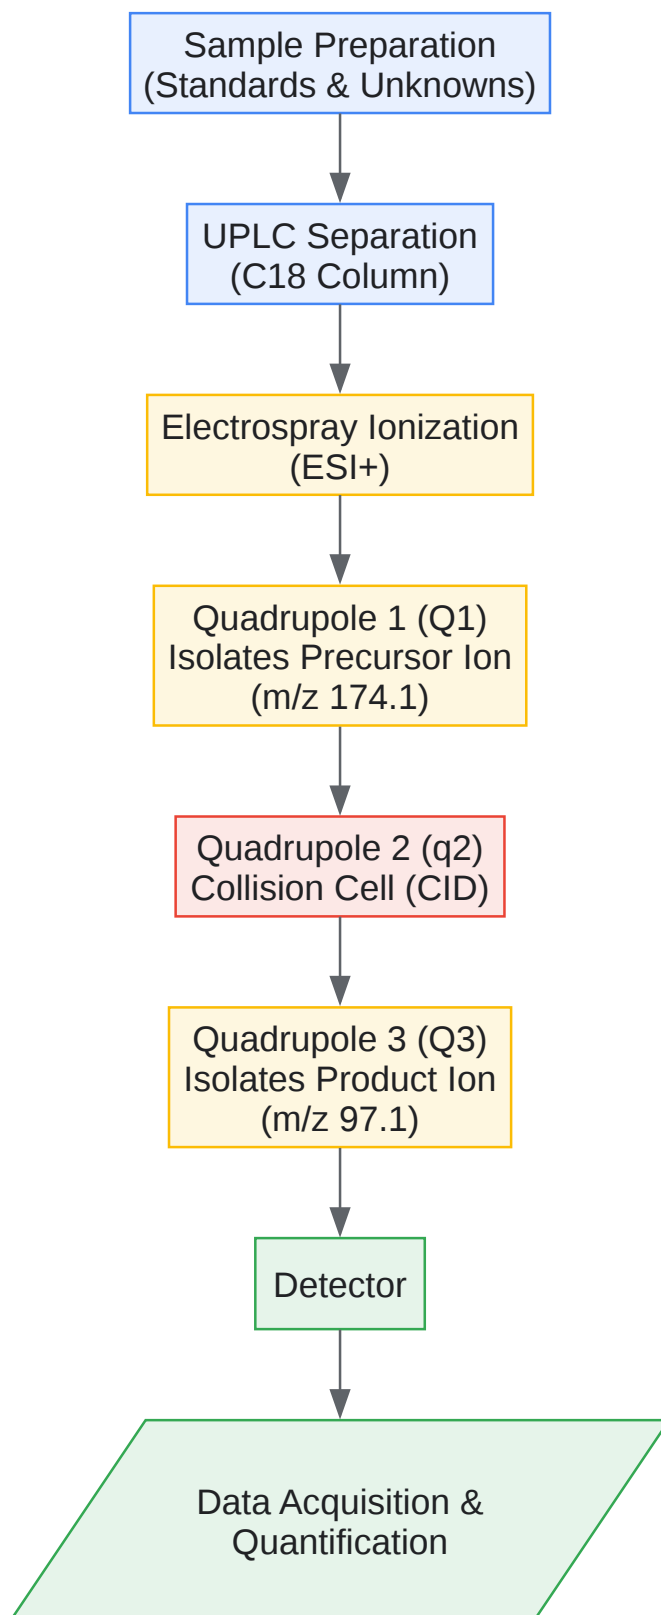 Sample Preparation
(Standards & Unknowns)
UPLC Separation
(C18 Column)
Electrospray Ionization
(ESI+)
Quadrupole 1 (Q1)
Isolates Precursor Ion
(m/z 174.1)
Quadrupole 2 (q2)
Collision Cell (CID)
Quadrupole 3 (Q3)
Isolates Product Ion
(m/z 97.1)
Detector
Data Acquisition &
Quantification